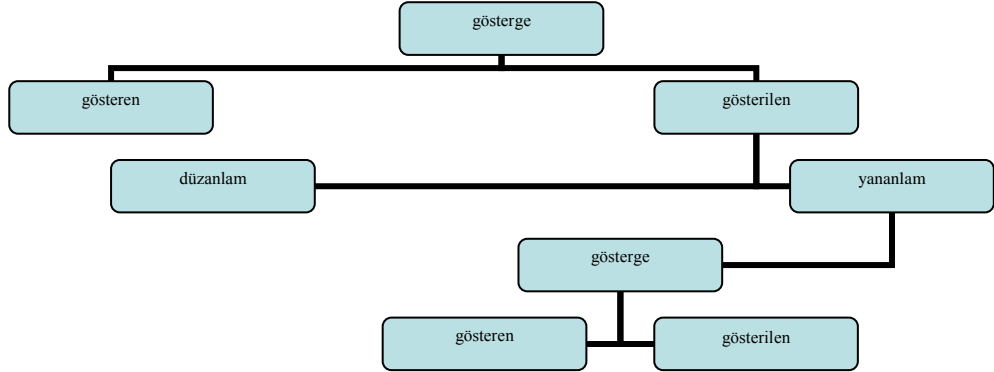 gösterge
gösteren
gösterilen
düzanlam
yananlam
gösterge
gösteren
gösterilen